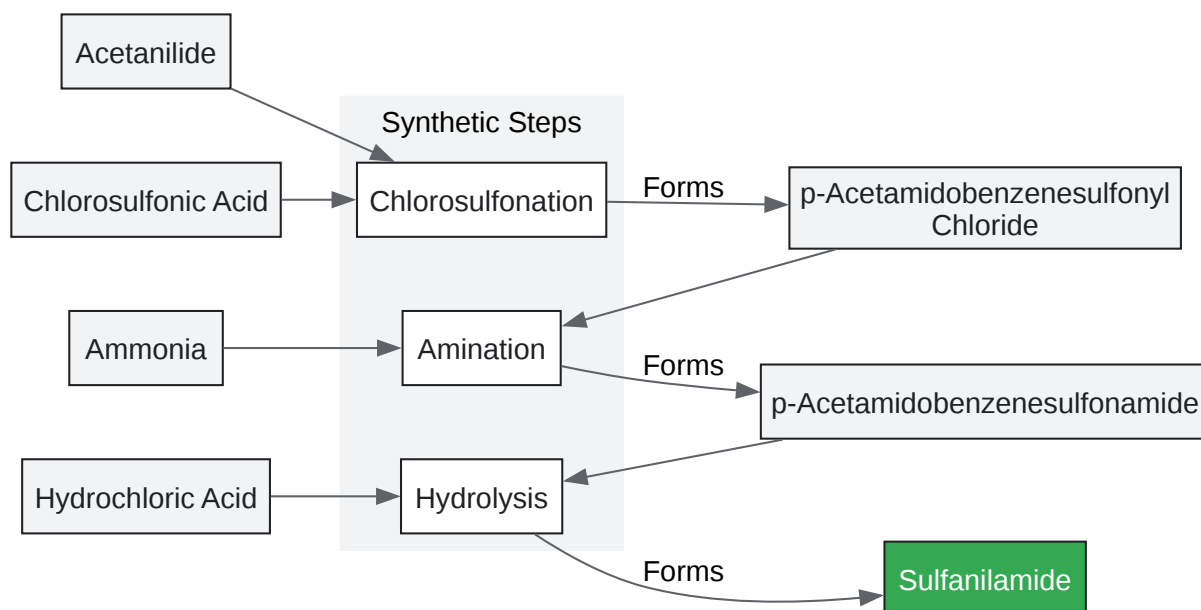 Acetanilide
Synthetic Steps
Chlorosulfonic Acid
Chlorosulfonation
Forms
p-Acetamidobenzenesulfonyl
Chloride
Ammonia
Amination
Forms
p-Acetamidobenzenesulfonamide
Hydrochloric Acid
Hydrolysis
Forms
Sulfanilamide